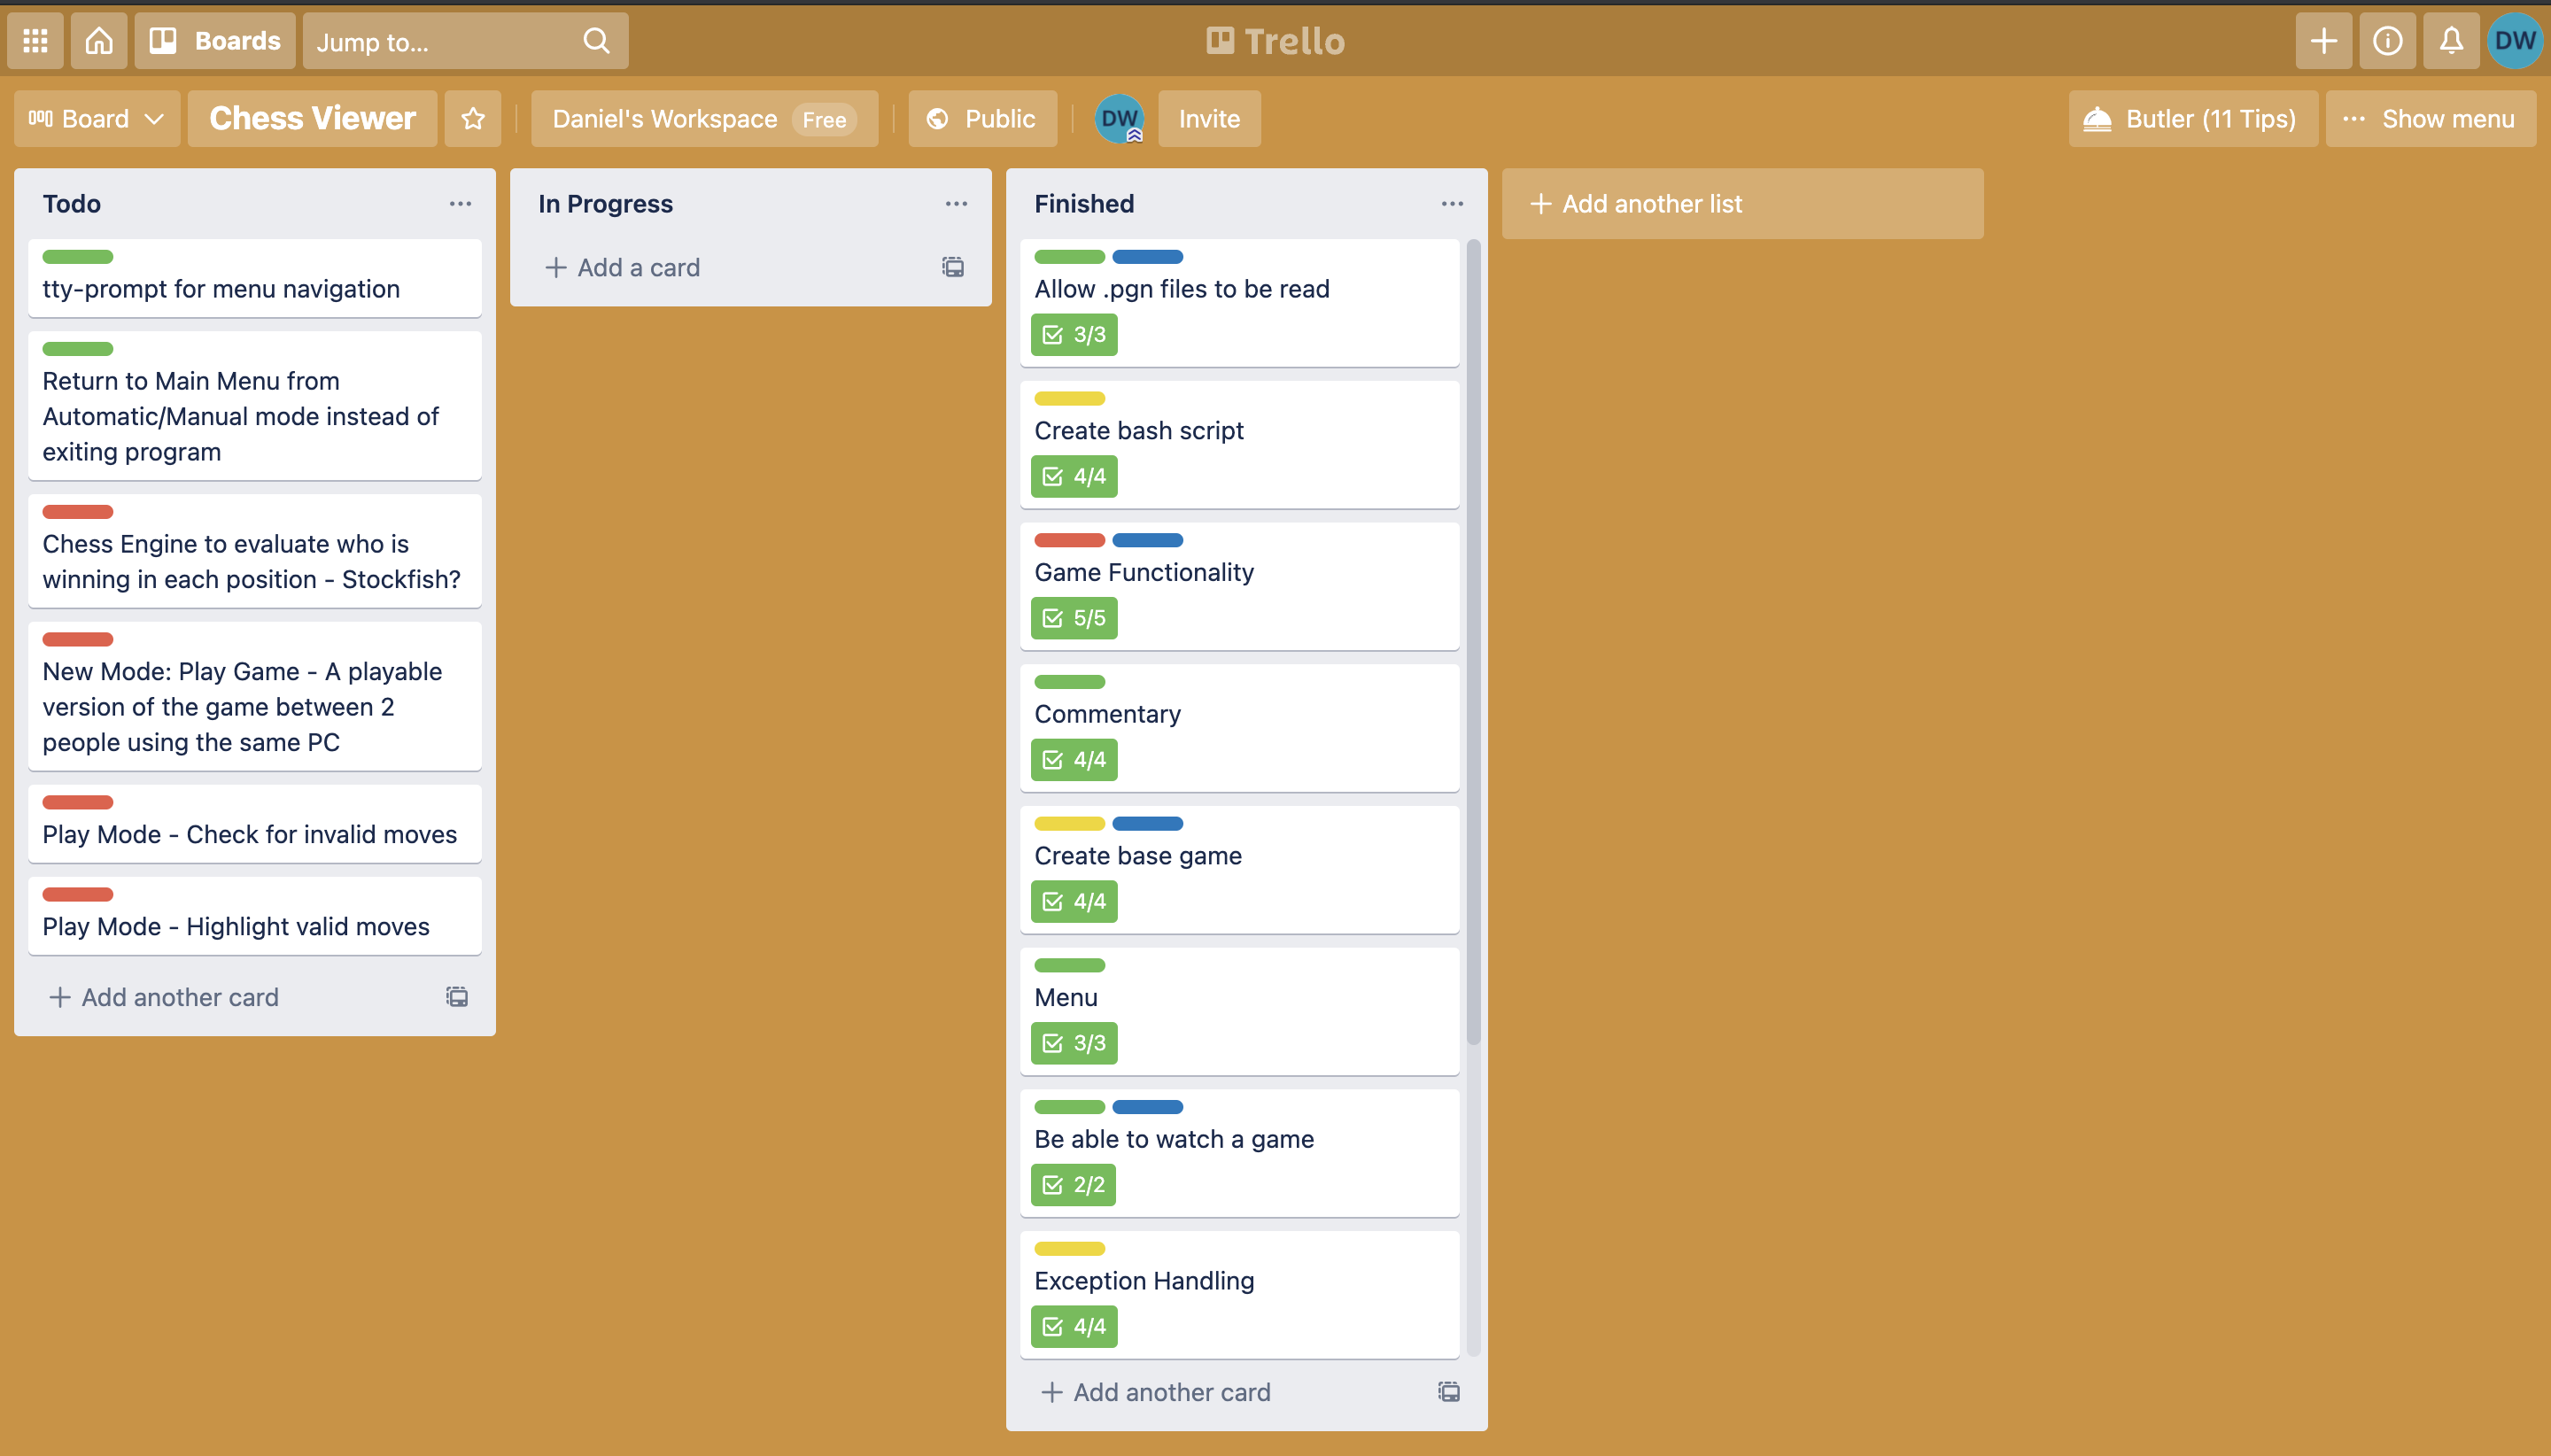 Boards
Jump to...
Trello
DW
Board
Chess Viewer
Daniel's Workspace Free
Public
DW
Invite
Butler (11 Tips)
... Show menu
Todo
tty-prompt for menu navigation
Return to Main Menu from
Automatic/Manual mode instead of
exiting program
Chess Engine to evaluate who is
winning in each position - Stockfish?
New Mode: Play Game - A playable
version of the game between 2
people using the same PC
Play Mode - Check for invalid moves
Play Mode - Highlight valid moves
+ Add another card
In Progress
+ Add a card
Finished
Allow .pgn files to be read
3/3
Create bash script
4/4
Game Functionality
5/5
Commentary
4/4
Create base game
4/4
Menu
3/3
Be able to watch a game
2/2
Exception Handling
4/4
+ Add another card
+ Add another list